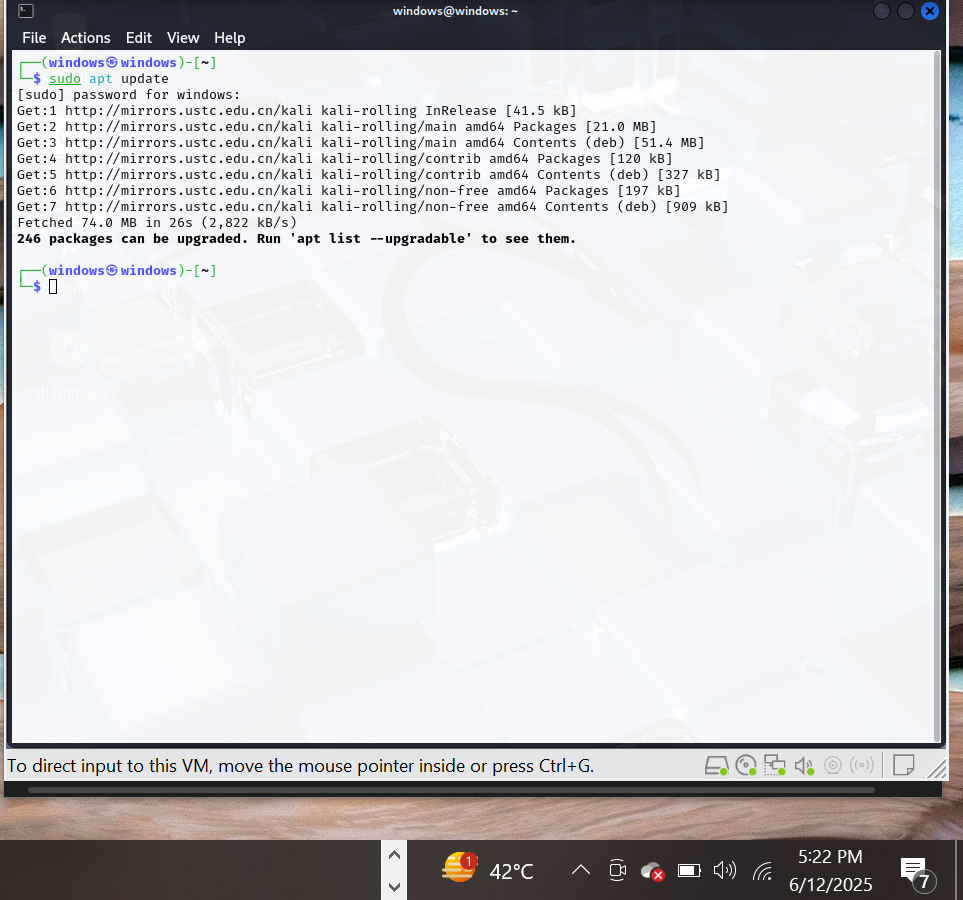 windows@windows: ~
File Actions Edit View Help
┌──(windows㉿windows)-[~]
└─$ sudo apt update
[sudo] password for windows:
Get:1 http://mirrors.ustc.edu.cn/kali kali-rolling InRelease [41.5 kB]
Get:2 http://mirrors.ustc.edu.cn/kali kali-rolling/main amd64 Packages [21.0 MB]
Get:3 http://mirrors.ustc.edu.cn/kali kali-rolling/main amd64 Contents (deb) [51.4 MB]
Get:4 http://mirrors.ustc.edu.cn/kali kali-rolling/contrib amd64 Packages [120 kB]
Get:5 http://mirrors.ustc.edu.cn/kali kali-rolling/contrib amd64 Contents (deb) [327 kB]
Get:6 http://mirrors.ustc.edu.cn/kali kali-rolling/non-free amd64 Packages [197 kB]
Get:7 http://mirrors.ustc.edu.cn/kali kali-rolling/non-free amd64 Contents (deb) [909 kB]
Fetched 74.0 MB in 26s (2,822 kB/s)
246 packages can be upgraded. Run 'apt list --upgradable' to see them.
┌──(windows㉿windows)-[~]
└─$
Kali Linux
To direct input to this VM, move the mouse pointer inside or press Ctrl+G.
1 42°C
5:22 PM
6/12/2025
7